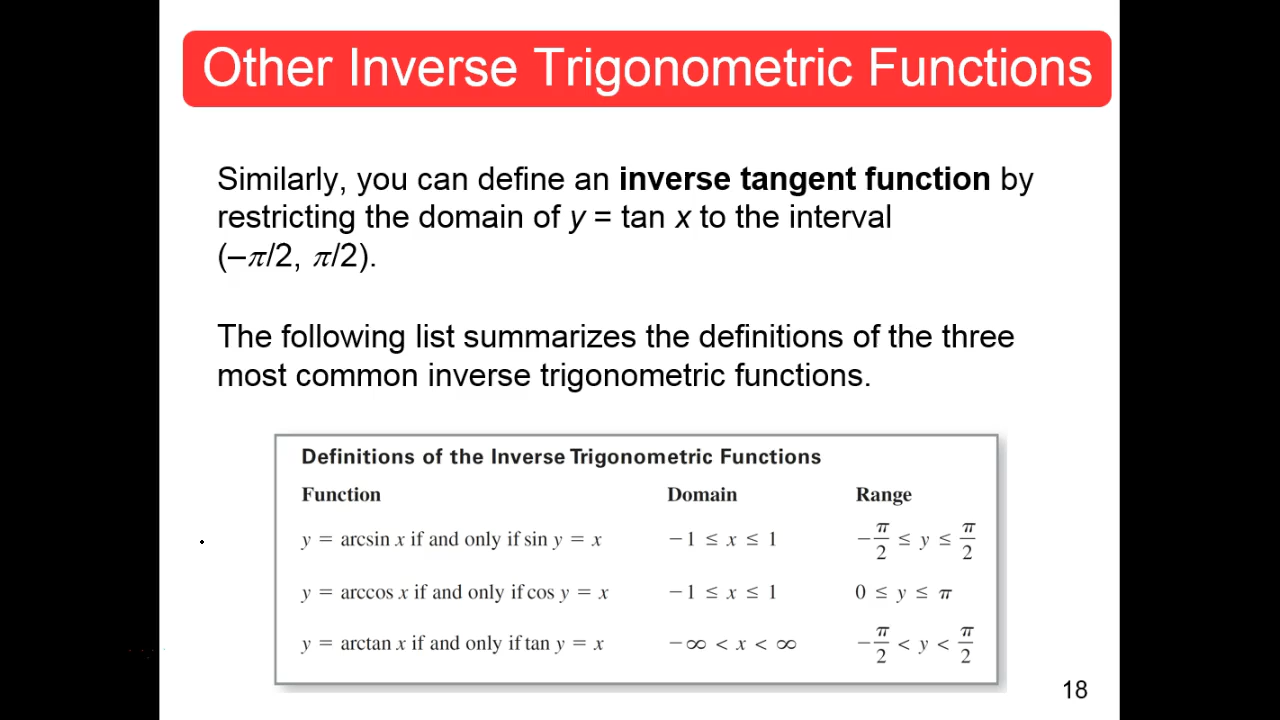 Other Inverse Trigonometric Functions
Similarly, you can define an inverse tangent function by
restricting the domain of y = tan x to the interval
(–π/2, π/2).
The following list summarizes the definitions of the three
most common inverse trigonometric functions.
Definitions of the Inverse Trigonometric Functions
Function Domain Range
y = arcsin x if and only if sin y = x −1 ≤ x ≤ 1 −π/2 ≤ y ≤ π/2
y = arccos x if and only if cos y = x −1 ≤ x ≤ 1 0 ≤ y ≤ π
y = arctan x if and only if tan y = x −∞ < x < ∞ −π/2 < y < π/2
18